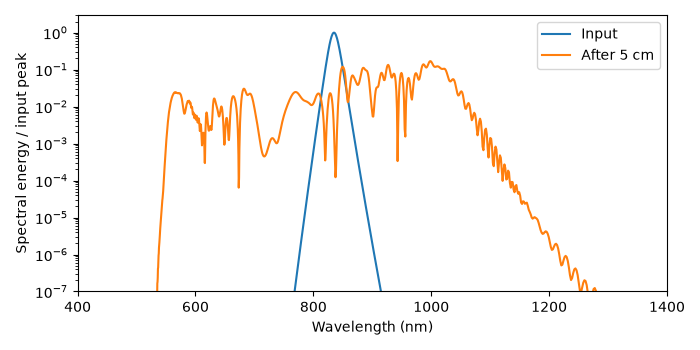 Spectral energy / input peak
10⁰
10⁻¹
10⁻²
10⁻³
10⁻⁴
10⁻⁵
10⁻⁶
10⁻⁷
Input
After 5 cm
400 600 800 1000 1200 1400
Wavelength (nm)